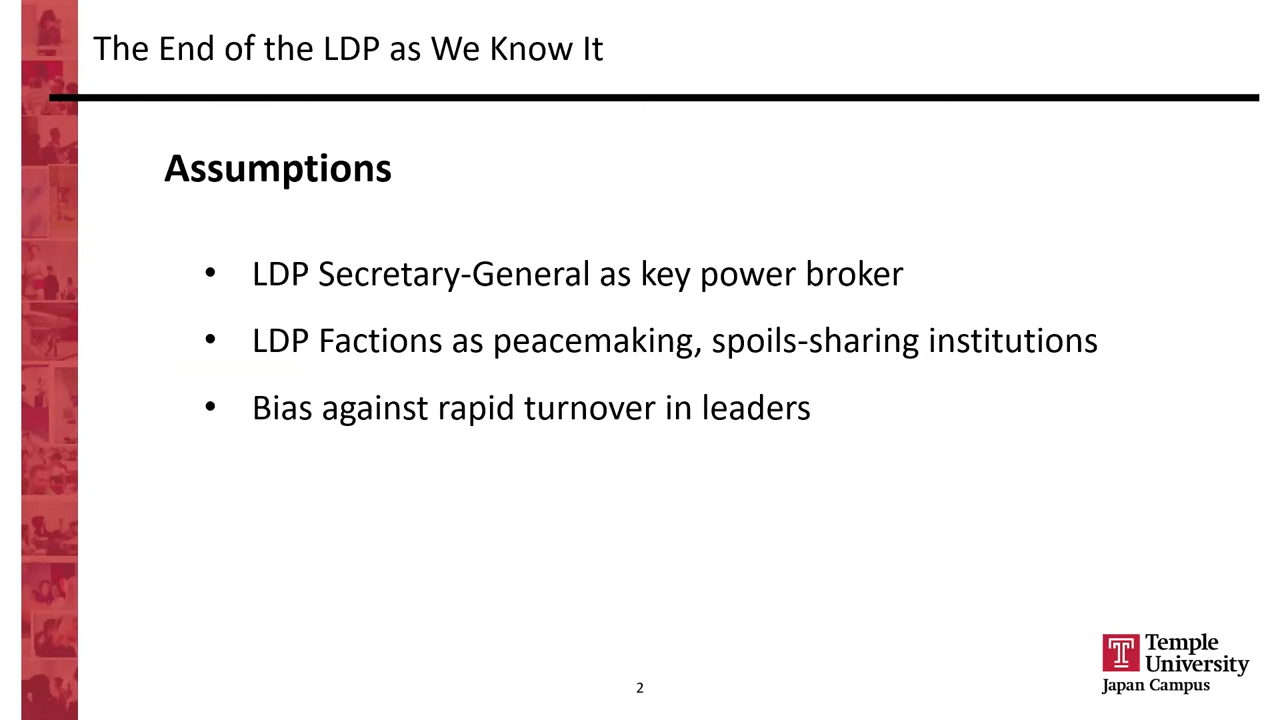 The End of the LDP as We Know It
Assumptions
• LDP Secretary-General as key power broker
• LDP Factions as peacemaking, spoils-sharing institutions
• Bias against rapid turnover in leaders
T Temple
University
Japan Campus
2